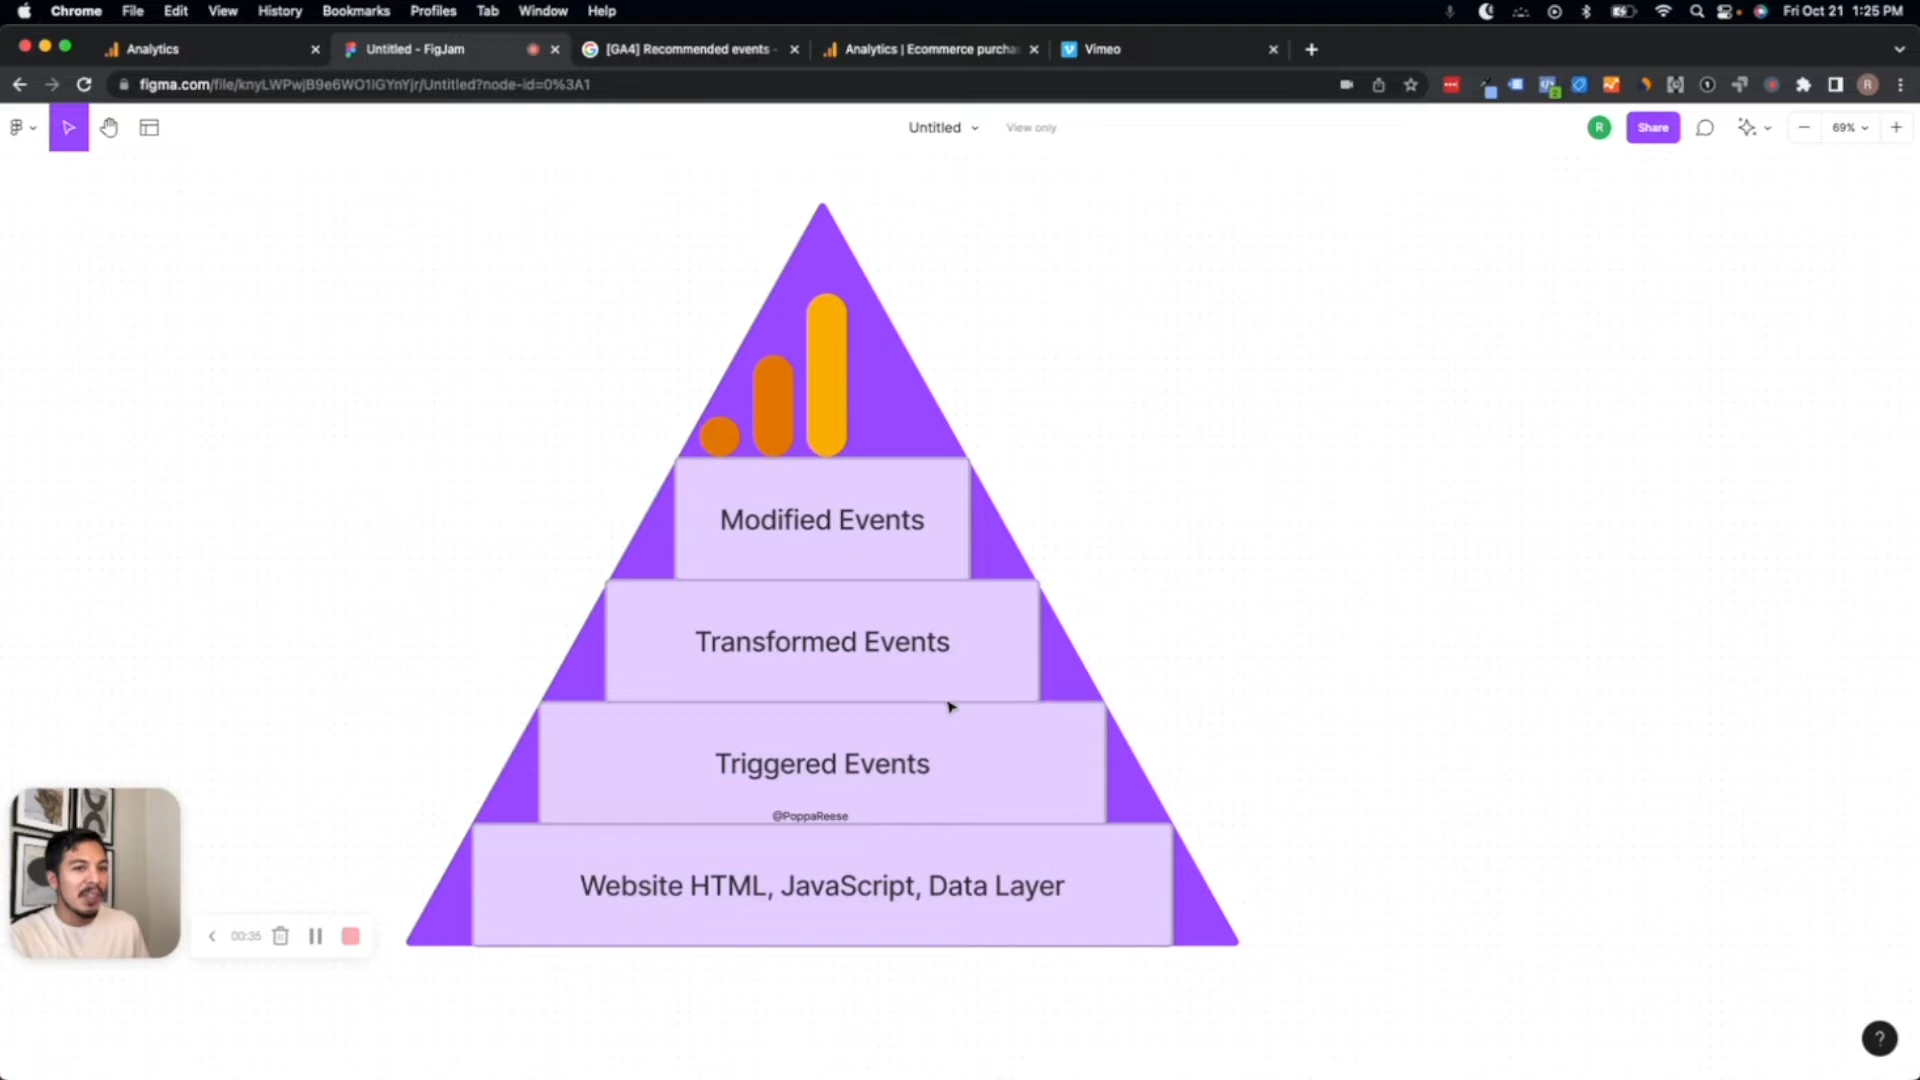 Chrome File Edit View History Bookmarks Profiles Tab Window Help Fri Oct 21 1:25 PM
Analytics Untitled - FigJam [GA4] Recommended events - Analytics | Ecommerce purcha Vimeo
figma.com/file/knyLWPwjB9e6WO1lGYnYjr/Untitled?node-id=0%3A1
Untitled View only R Share 69%
Modified Events
Transformed Events
Triggered Events
@PoppaReese
Website HTML, JavaScript, Data Layer
00:35
?